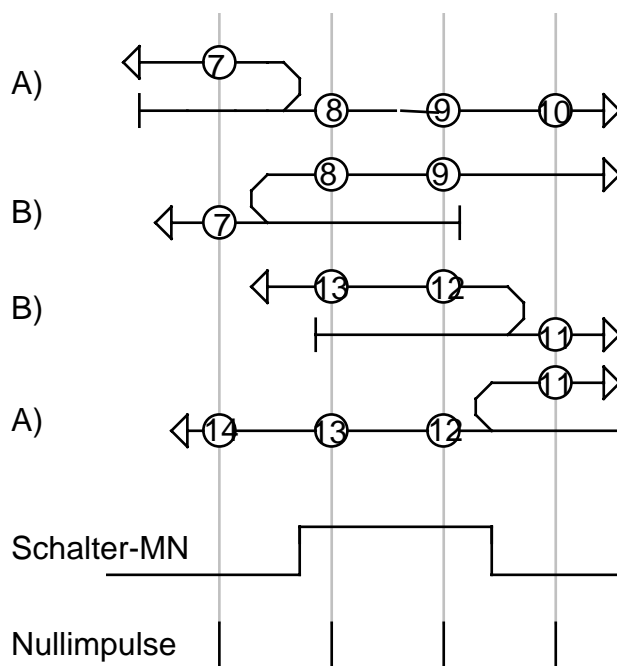 7
A)
8 9 10
8 9
B) 7
13 12
B)
11
11
A) 14 13 12
Schalter-MN
Nullimpulse